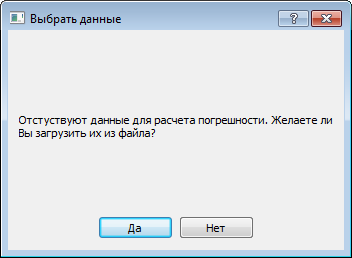 Выбрать данные
Отстуствуют данные для расчета погрешности. Желаете ли
Вы загрузить их из файла?
Да
Нет